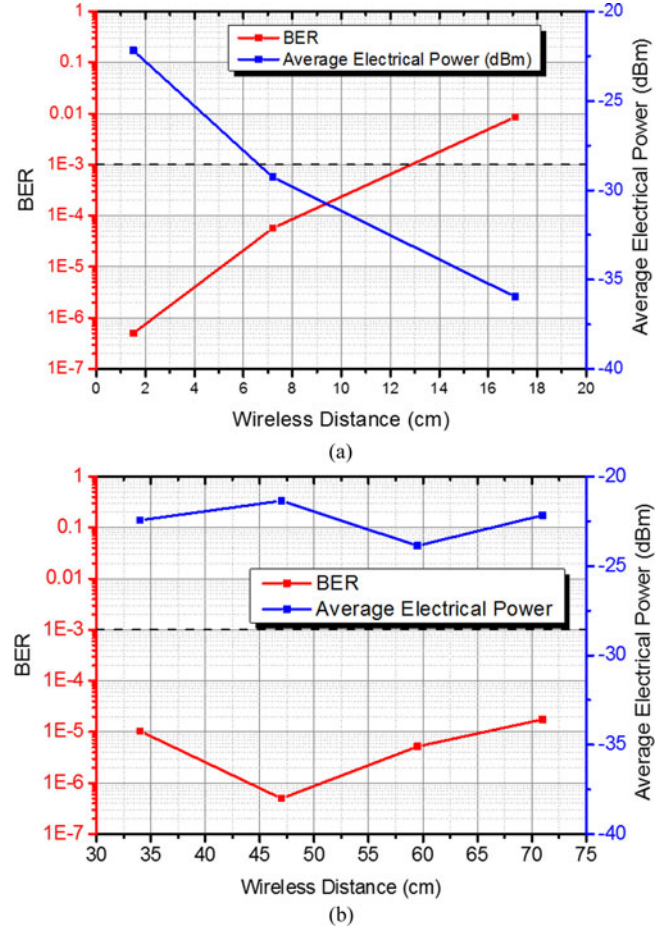 1
0.1
0.01
1E-3
1E-4
1E-5
1E-6
1E-7
BER
BER
Average Electrical Power (dBm)
-20
-25
-30
-35
-40
Average Electrical Power (dBm)
0 2 4 6 8 10 12 14 16 18 20
Wireless Distance (cm)
(a)
1
0.1
0.01
1E-3
1E-4
1E-5
1E-6
1E-7
BER
BER
Average Electrical Power
-20
-25
-30
-35
-40
Average Electrical Power (dBm)
30 35 40 45 50 55 60 65 70 75
Wireless Distance (cm)
(b)